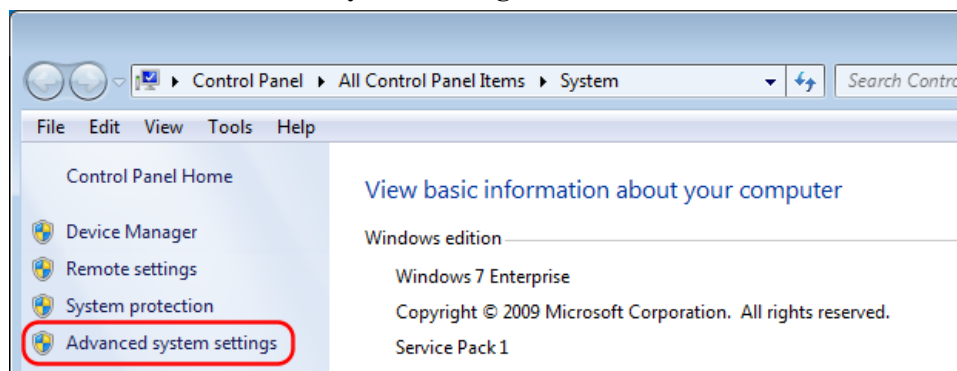 Control Panel All Control Panel Items System Search Contro
File Edit View Tools Help
Control Panel Home
Device Manager
Remote settings
System protection
Advanced system settings
View basic information about your computer
Windows edition
Windows 7 Enterprise
Copyright © 2009 Microsoft Corporation. All rights reserved.
Service Pack 1